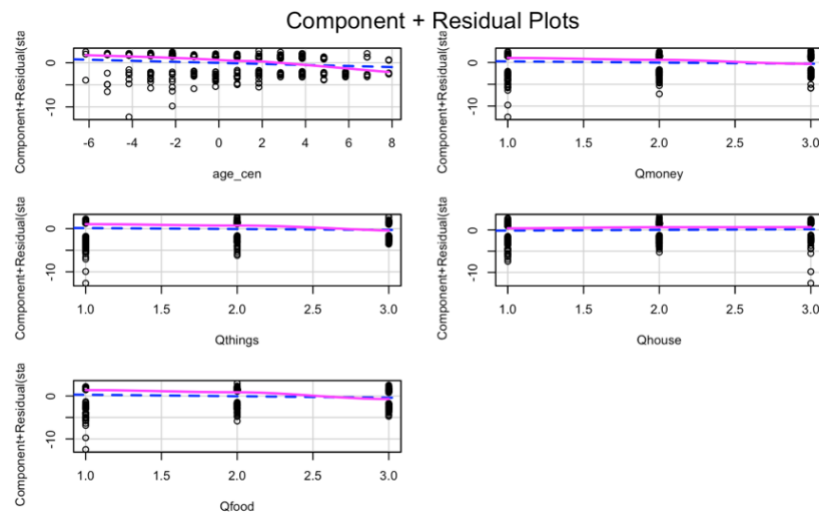 Component + Residual Plots
Component+Residual(sta
0
-10
-6 -4 -2 0 2 4 6 8
age_cen
Component+Residual(sta
0
-10
1.0 1.5 2.0 2.5 3.0
Qmoney
Component+Residual(sta
0
-10
1.0 1.5 2.0 2.5 3.0
Qthings
Component+Residual(sta
0
-10
1.0 1.5 2.0 2.5 3.0
Qhouse
Component+Residual(sta
0
-10
1.0 1.5 2.0 2.5 3.0
Qfood